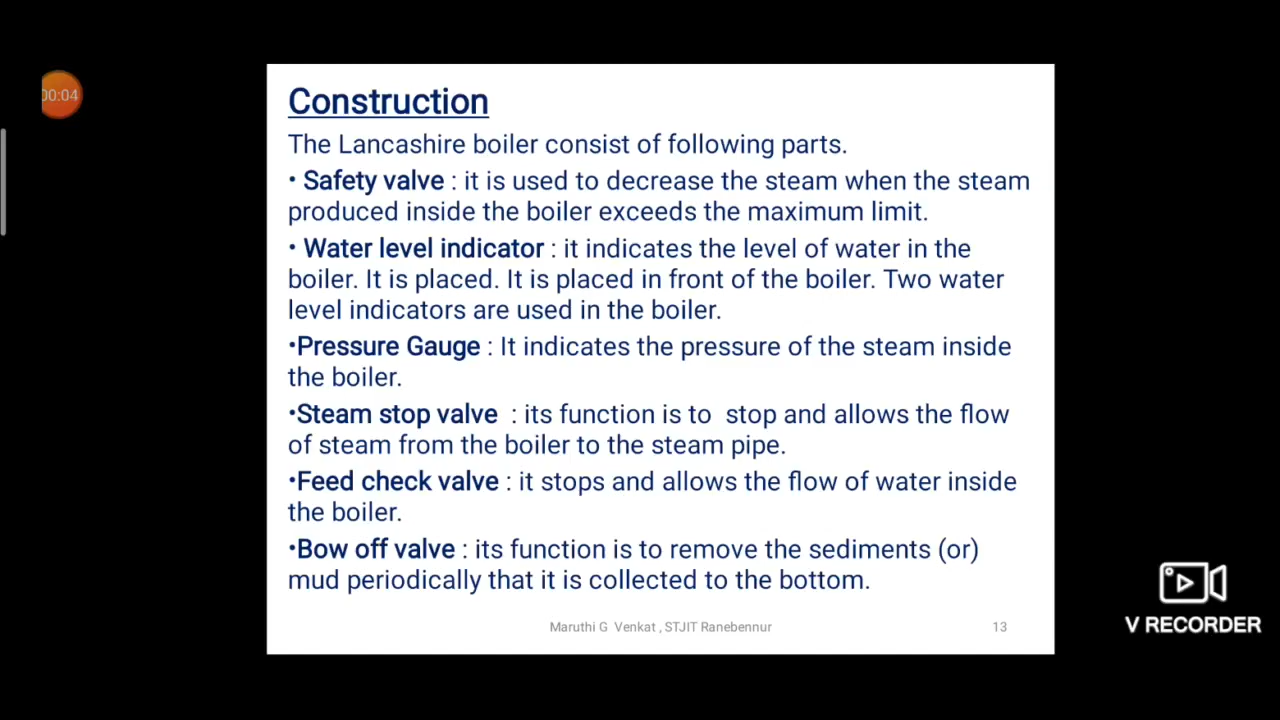 00:04
Construction
The Lancashire boiler consist of following parts.
• Safety valve : it is used to decrease the steam when the steam
produced inside the boiler exceeds the maximum limit.
• Water level indicator : it indicates the level of water in the
boiler. It is placed. It is placed in front of the boiler. Two water
level indicators are used in the boiler.
•Pressure Gauge : It indicates the pressure of the steam inside
the boiler.
•Steam stop valve : its function is to stop and allows the flow
of steam from the boiler to the steam pipe.
•Feed check valve : it stops and allows the flow of water inside
the boiler.
•Bow off valve : its function is to remove the sediments (or)
mud periodically that it is collected to the bottom.
Maruthi G Venkat , STJIT Ranebennur 13
V RECORDER